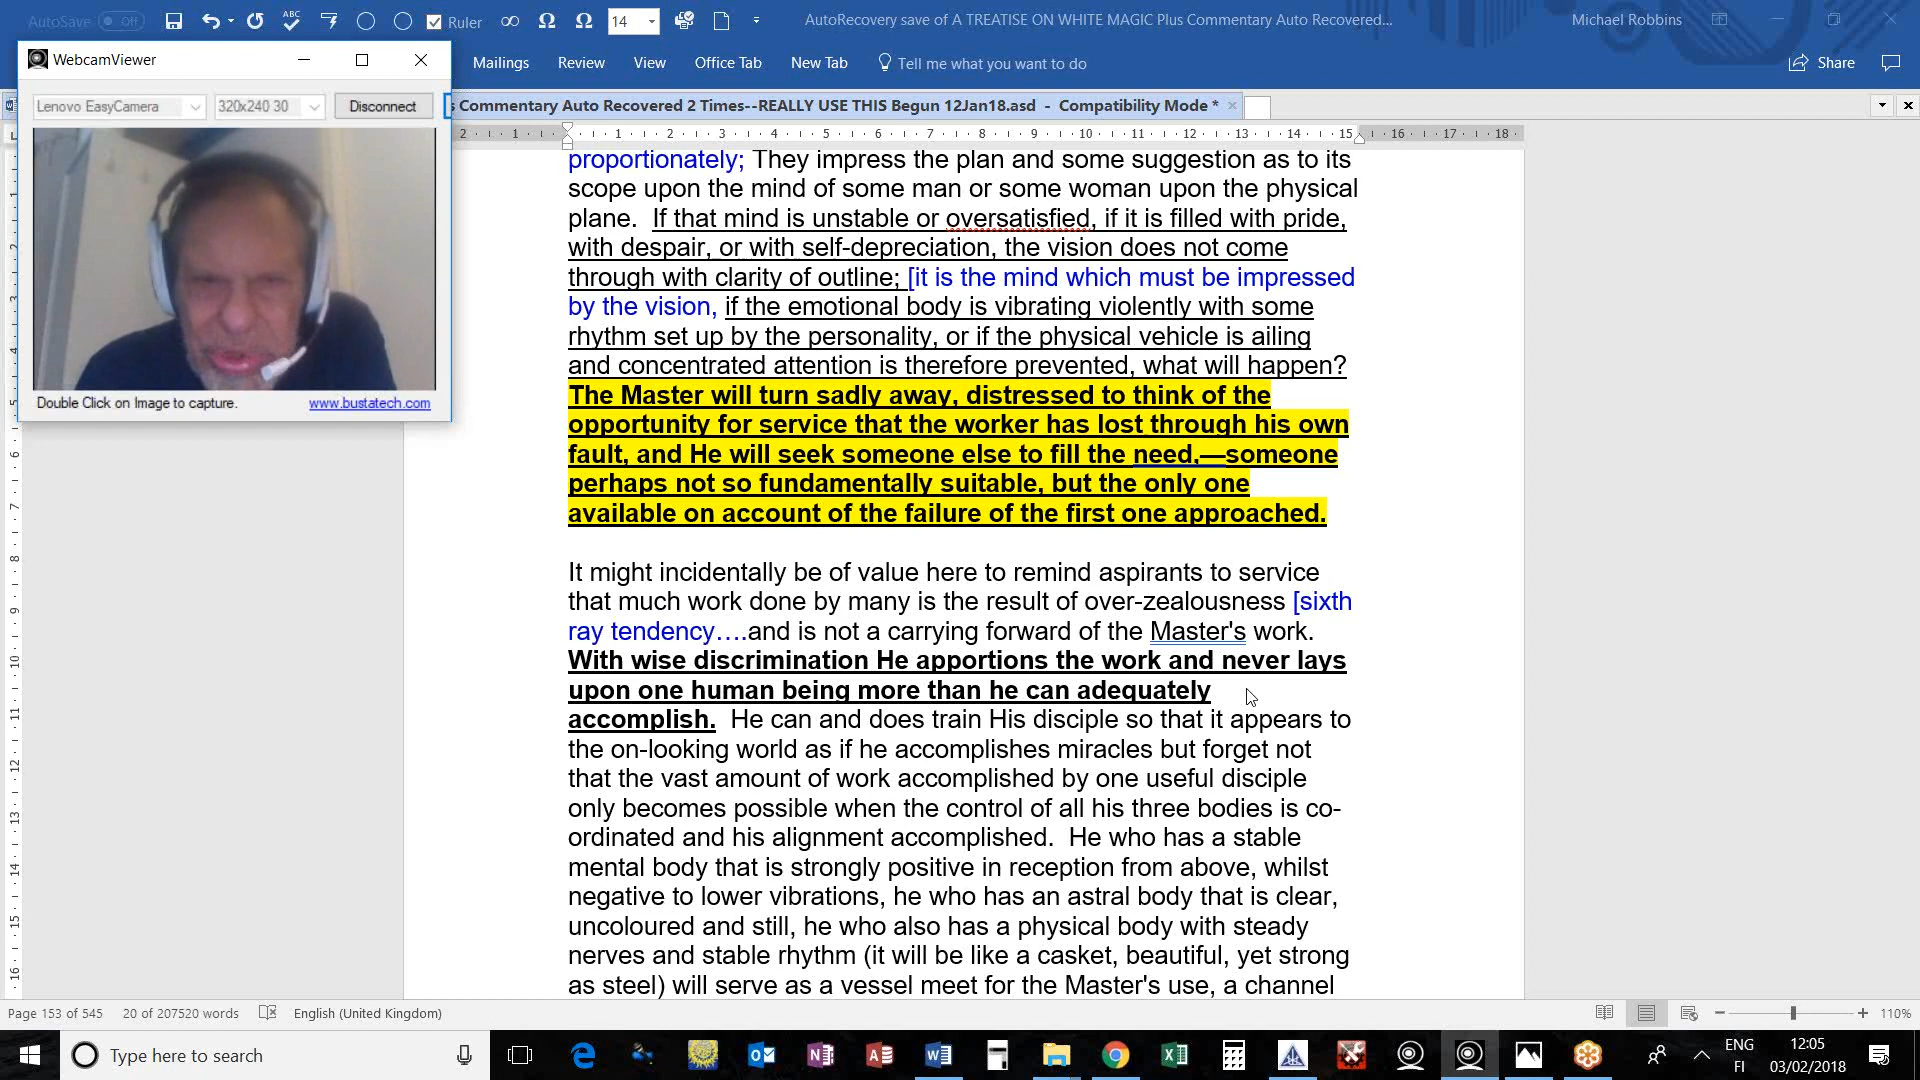 AutoSave Off
Ruler
14
AutoRecovery save of A TREATISE ON WHITE MAGIC Plus Commentary Auto Recovered...
Michael Robbins
WebcamViewer
Mailings Review View Office Tab New Tab Tell me what you want to do
Share
Lenovo EasyCamera 320x240 30 Disconnect
s Commentary Auto Recovered 2 Times--REALLY USE THIS Begun 12Jan18.asd - Compatibility Mode *
2 1 1 2 3 4 5 6 7 8 9 10 11 12 13 14 15 16 17 18
proportionately; They impress the plan and some suggestion as to its
scope upon the mind of some man or some woman upon the physical
plane. If that mind is unstable or oversatisfied, if it is filled with pride,
with despair, or with self-depreciation, the vision does not come
through with clarity of outline; [it is the mind which must be impressed
by the vision, if the emotional body is vibrating violently with some
rhythm set up by the personality, or if the physical vehicle is ailing
and concentrated attention is therefore prevented, what will happen?
The Master will turn sadly away, distressed to think of the
opportunity for service that the worker has lost through his own
fault, and He will seek someone else to fill the need,—someone
perhaps not so fundamentally suitable, but the only one
available on account of the failure of the first one approached.
Double Click on Image to capture. www.bustatech.com
It might incidentally be of value here to remind aspirants to service
that much work done by many is the result of over-zealousness [sixth
ray tendency….and is not a carrying forward of the Master's work.
With wise discrimination He apportions the work and never lays
upon one human being more than he can adequately
accomplish. He can and does train His disciple so that it appears to
the on-looking world as if he accomplishes miracles but forget not
that the vast amount of work accomplished by one useful disciple
only becomes possible when the control of all his three bodies is co-
ordinated and his alignment accomplished. He who has a stable
mental body that is strongly positive in reception from above, whilst
negative to lower vibrations, he who has an astral body that is clear,
uncoloured and still, he who also has a physical body with steady
nerves and stable rhythm (it will be like a casket, beautiful, yet strong
as steel) will serve as a vessel meet for the Master's use, a channel
Page 153 of 545 20 of 207520 words English (United Kingdom)
110%
Type here to search
ENG
FI
12:05
03/02/2018